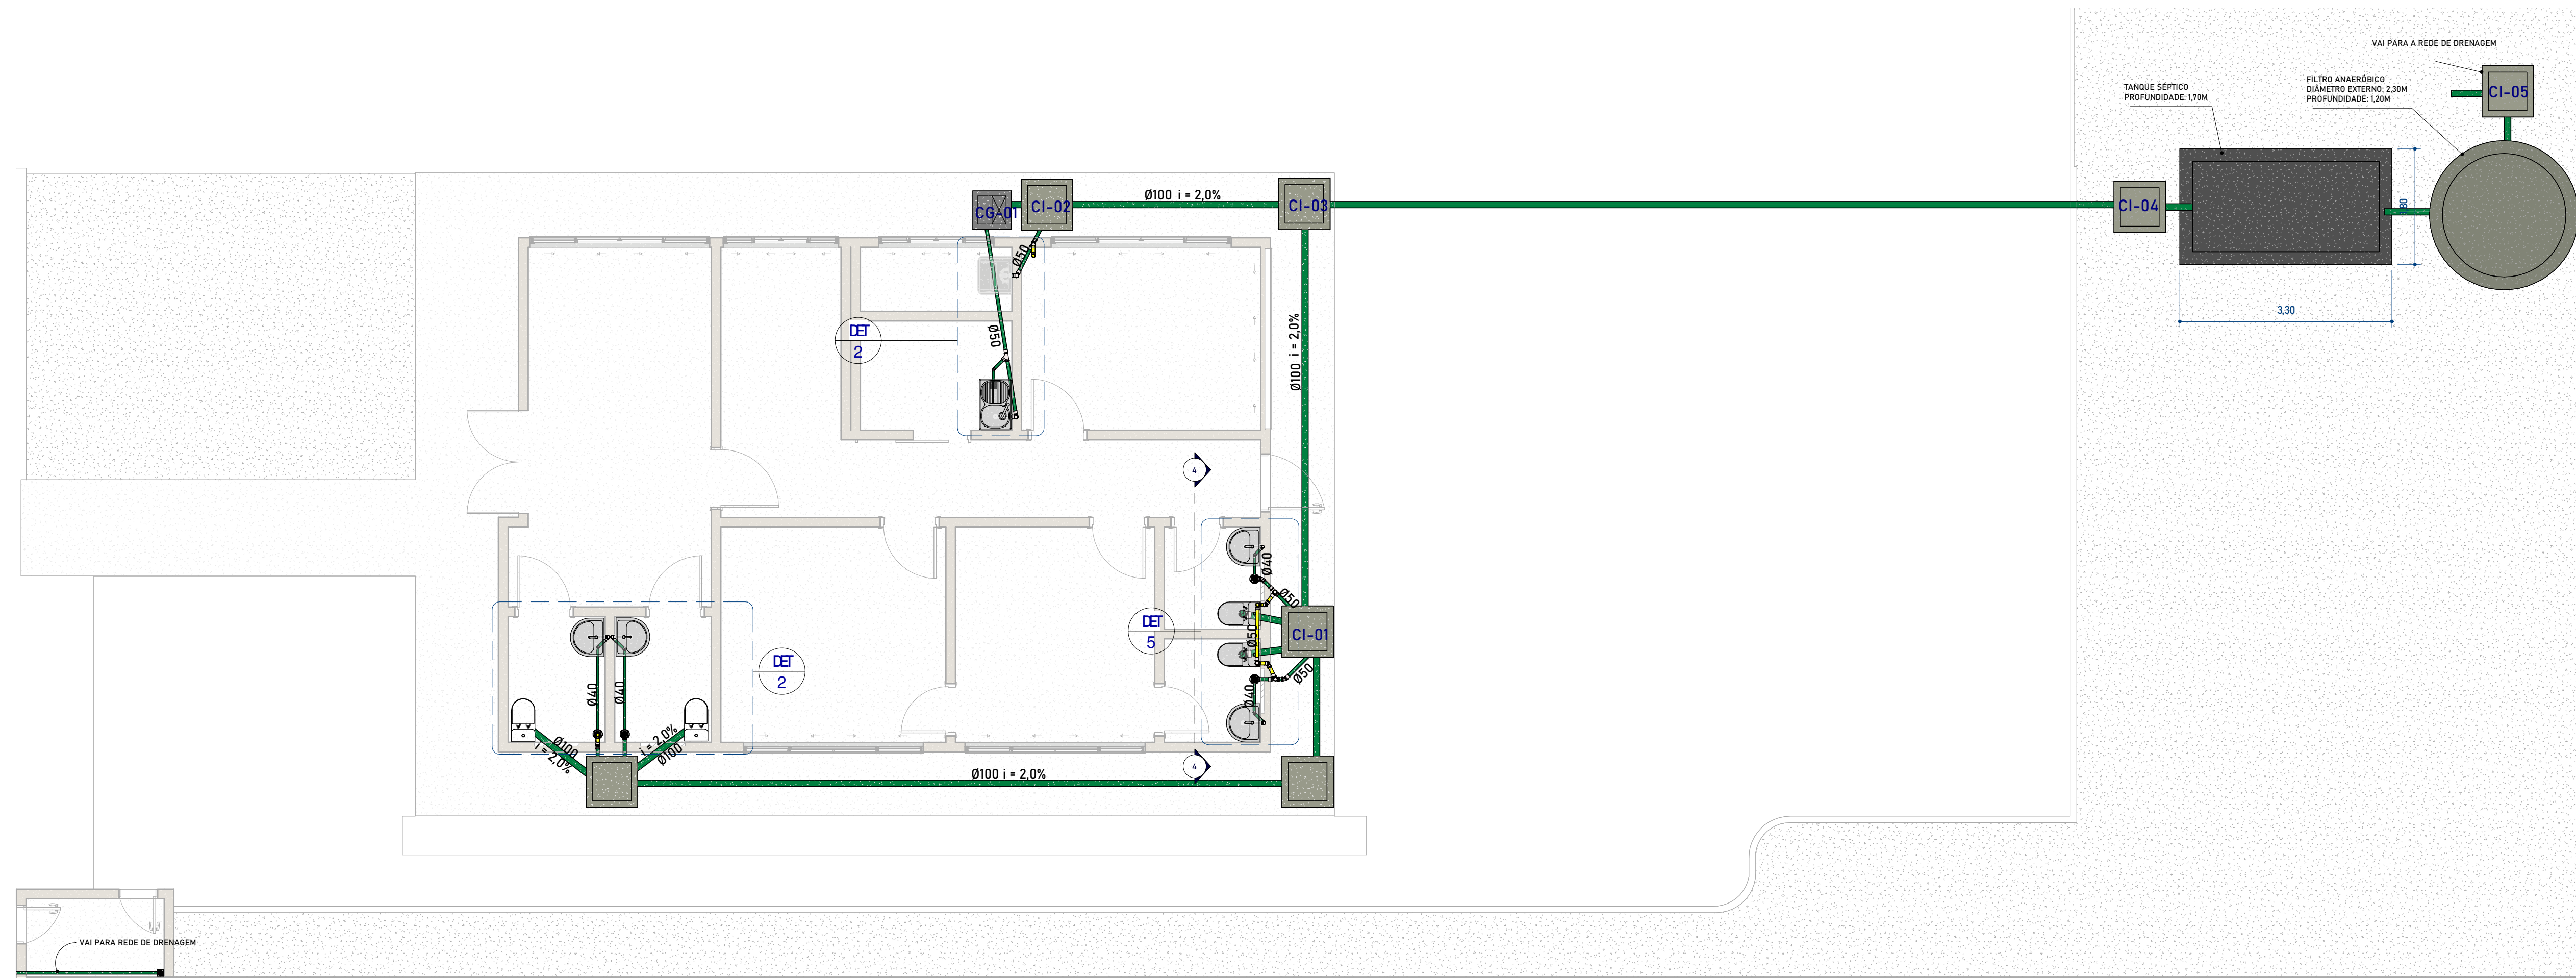 VAI PARA A REDE DE DRENAGEM
TANQUE SÉPTICO
PROFUNDIDADE: 1,70M
FILTRO ANAERÓBICO
DIÂMETRO EXTERNO: 2,30M
PROFUNDIDADE: 1,20M
CI-05
CG-01
CI-02
Ø100 i = 2,0%
CI-03
CI-04
Ø50
3,30
DET
2
Ø50
Ø100 i = 2,0%
4
Ø40
Ø50
DET
5
Ø50
CI-01
Ø50
Ø40
DET
2
Ø40
Ø40
Ø100
i = 2,0%
i = 2,0%
Ø100
4
Ø100 i = 2,0%
VAI PARA REDE DE DRENAGEM